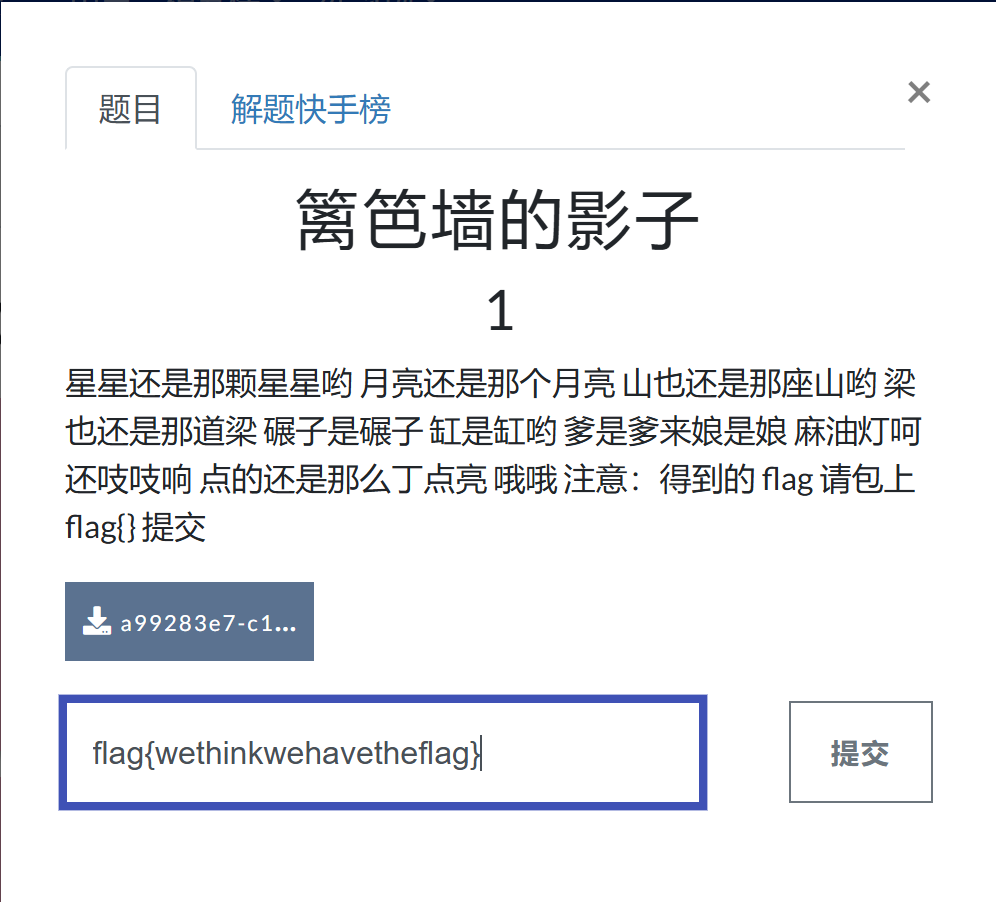 题目
解题快手榜
×
篱笆墙的影子
1
星星还是那颗星星哟 月亮还是那个月亮 山也还是那座山哟 梁
也还是那道梁 碾子是碾子 缸是缸哟 爹是爹来娘是娘 麻油灯呵
还吱吱响 点的还是那么丁点亮 哦哦 注意：得到的 flag 请包上
flag{} 提交
a99283e7-c1...
flag{wethinkwehavetheflag}
提交